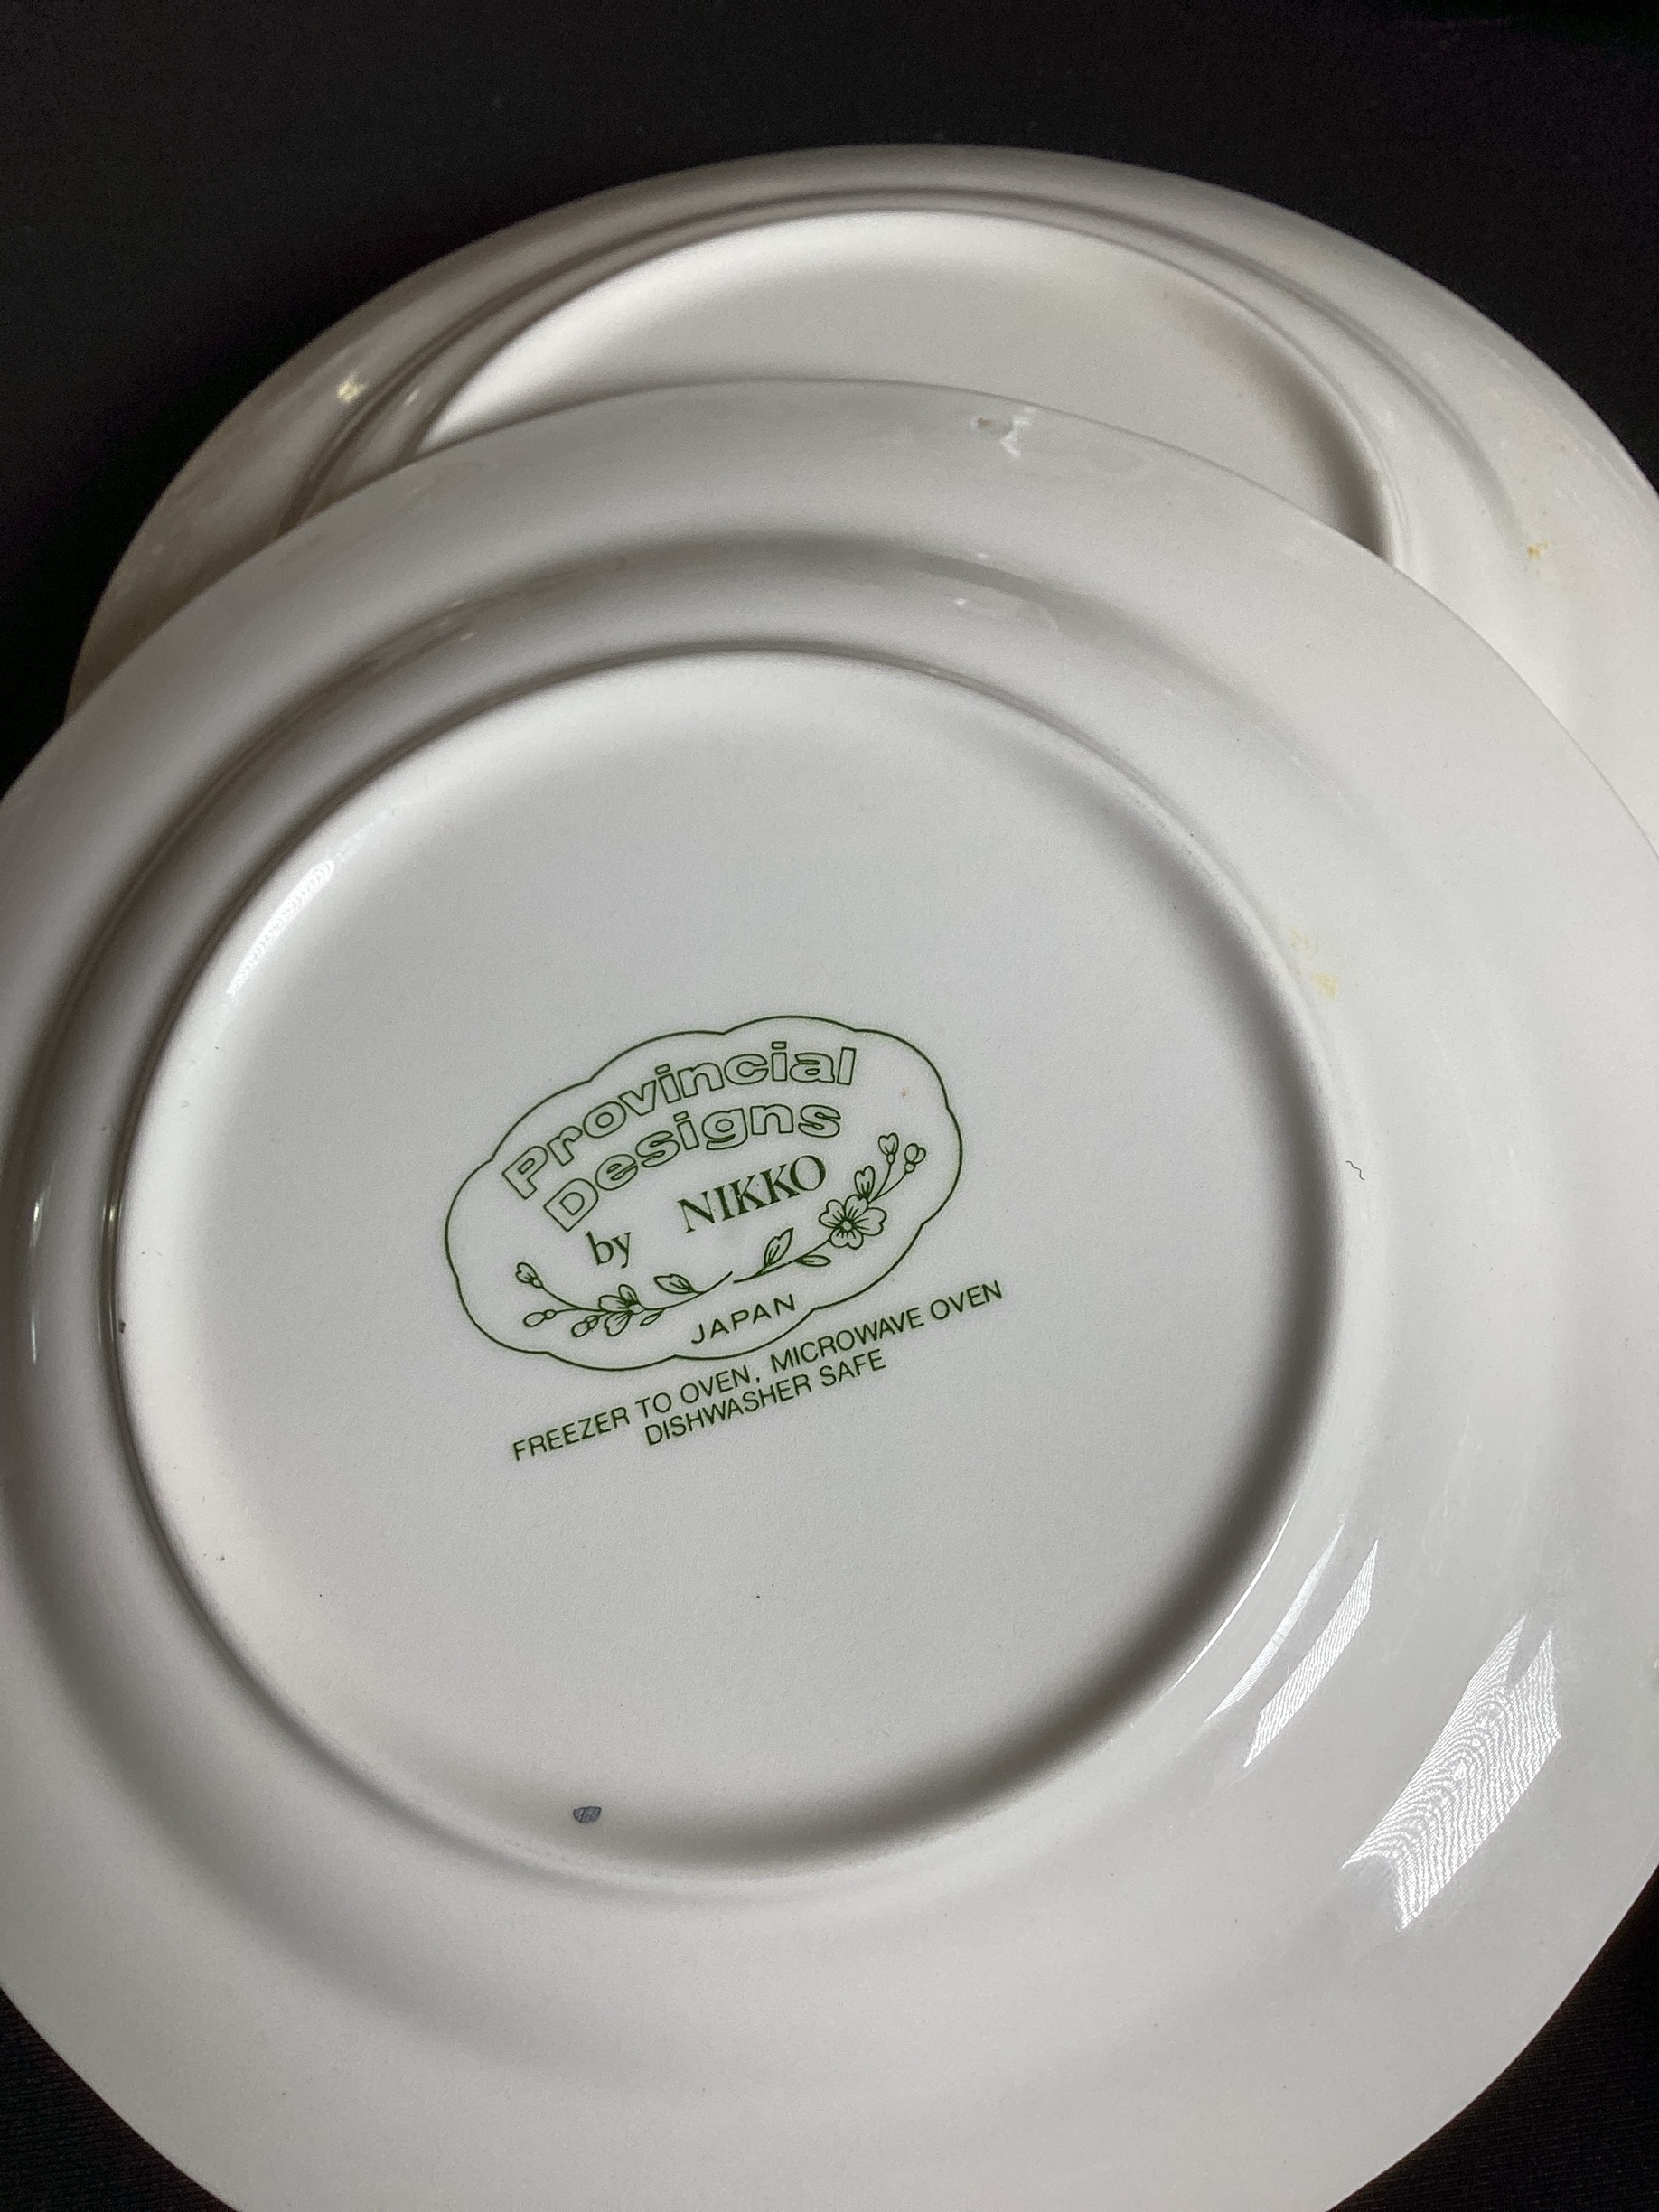 Provincial
Designs
by NIKKO
JAPAN
FREEZER TO OVEN, MICROWAVE OVEN
DISHWASHER SAFE